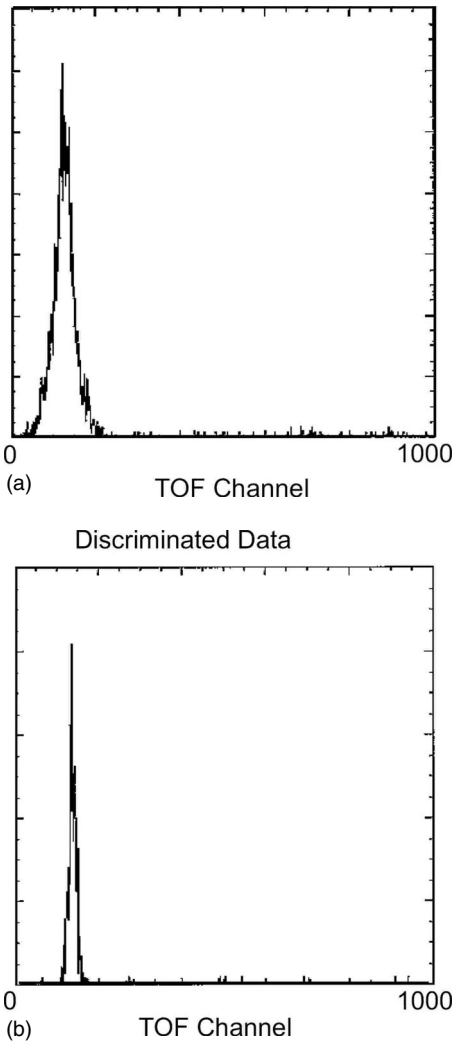 0 1000
(a) TOF Channel
Discriminated Data
0 1000
(b) TOF Channel